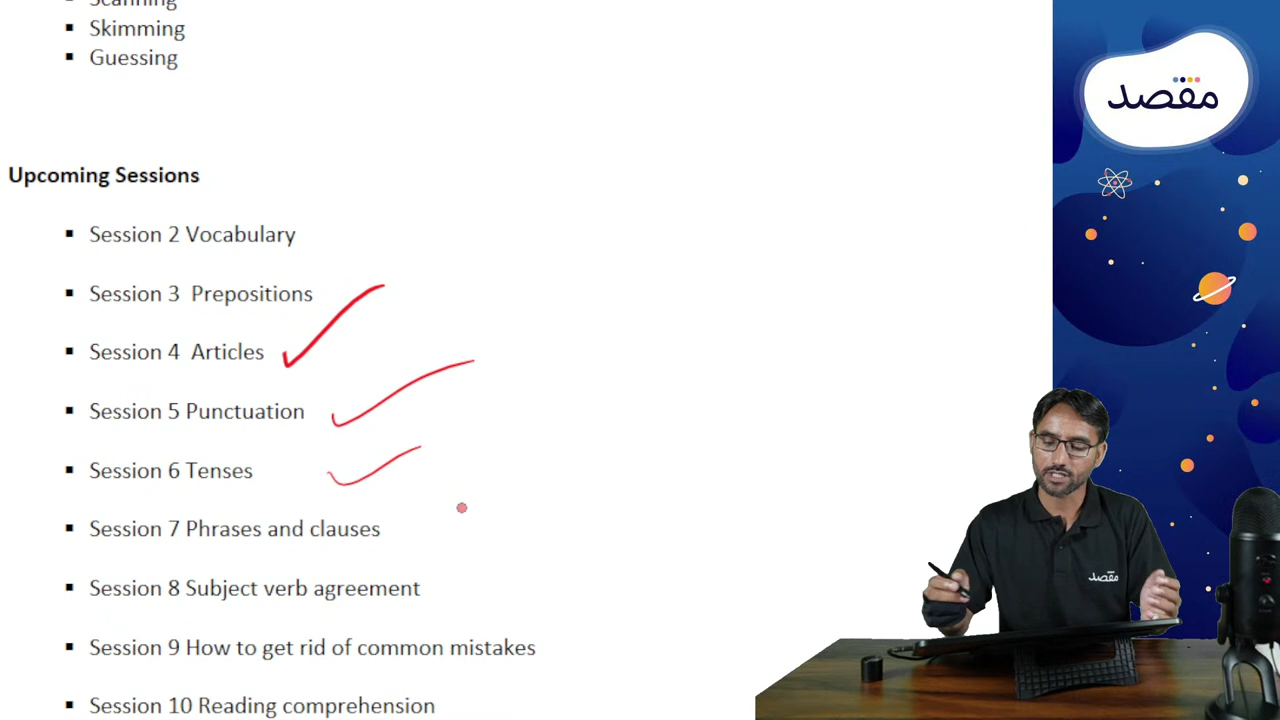 Scanning
▪ Skimming
▪ Guessing
مقصد
Upcoming Sessions
▪ Session 2 Vocabulary
▪ Session 3 Prepositions
▪ Session 4 Articles
▪ Session 5 Punctuation
▪ Session 6 Tenses
▪ Session 7 Phrases and clauses
▪ Session 8 Subject verb agreement
▪ Session 9 How to get rid of common mistakes
▪ Session 10 Reading comprehension
مقصد